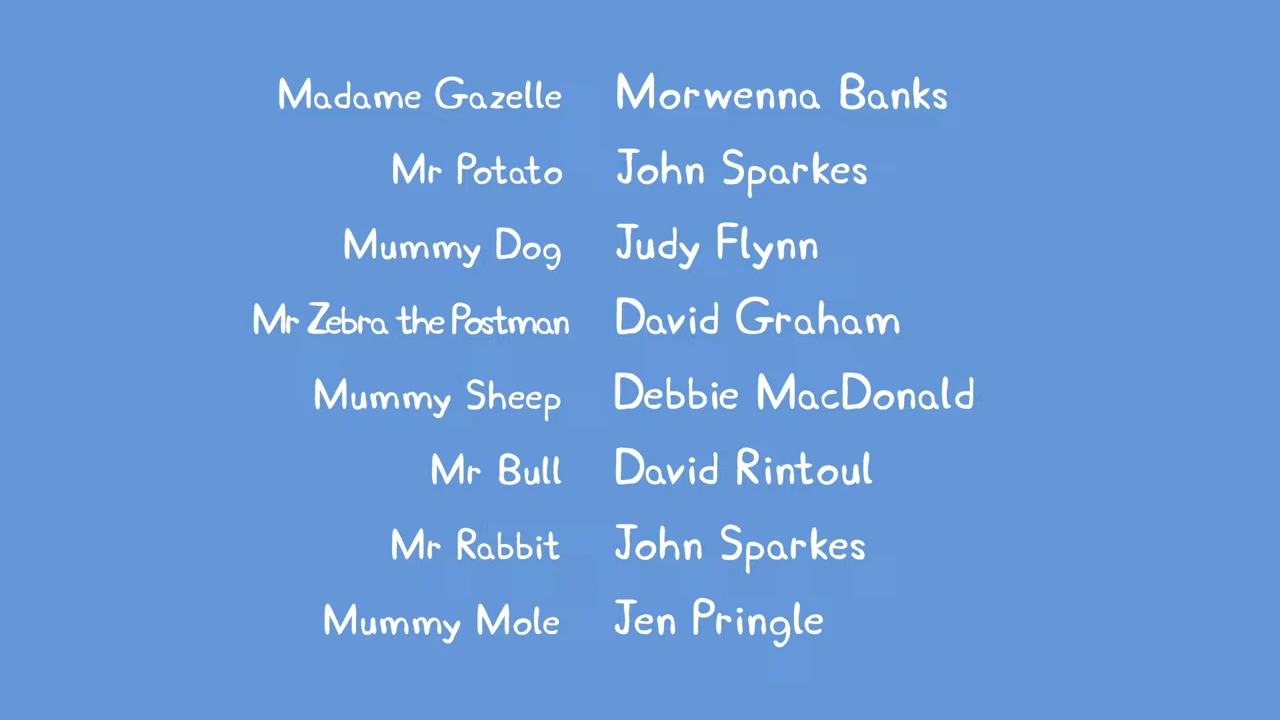 Madame Gazelle Morwenna Banks
Mr Potato John Sparkes
Mummy Dog Judy Flynn
Mr Zebra the Postman David Graham
Mummy Sheep Debbie MacDonald
Mr Bull David Rintoul
Mr Rabbit John Sparkes
Mummy Mole Jen Pringle